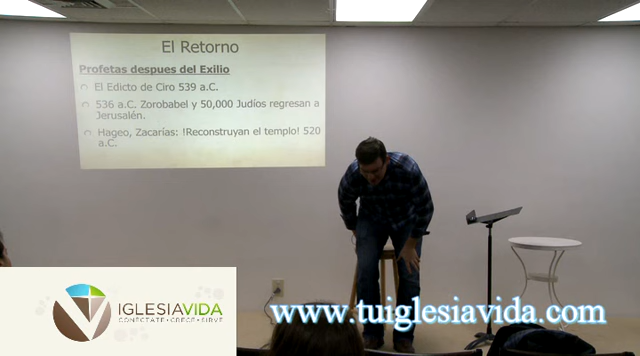 El Retorno
Profetas despues del Exilio
El Edicto de Ciro 539 a.C.
536 a.C. Zorobabel y 50,000 Judíos regresan a
Jerusalén.
Hageo, Zacarías: !Reconstruyan el templo! 520
a.C.
IGLESIAVIDA
CONECTATE • CRECE • SIRVE
www.tuiglesiavida.com